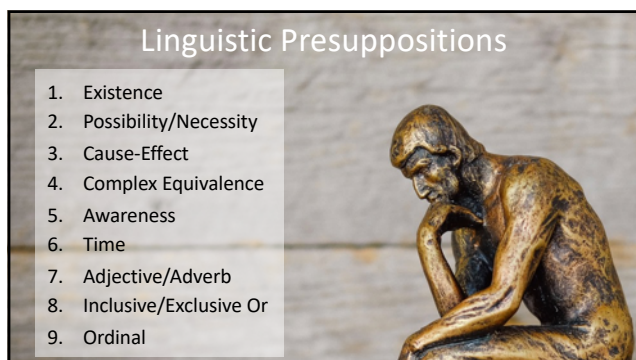 Linguistic Presuppositions
1. Existence
2. Possibility/Necessity
3. Cause-Effect
4. Complex Equivalence
5. Awareness
6. Time
7. Adjective/Adverb
8. Inclusive/Exclusive Or
9. Ordinal